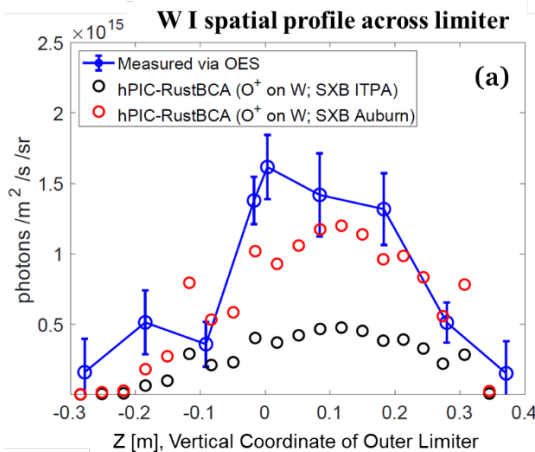 W I spatial profile across limiter
×10^15
(a)
Measured via OES
hPIC-RustBCA (O^+ on W; SXB ITPA)
hPIC-RustBCA (O^+ on W; SXB Auburn)
2.5
2
1.5
1
0.5
photons /m^2 /s /sr
-0.3 -0.2 -0.1 0 0.1 0.2 0.3 0.4
Z [m], Vertical Coordinate of Outer Limiter